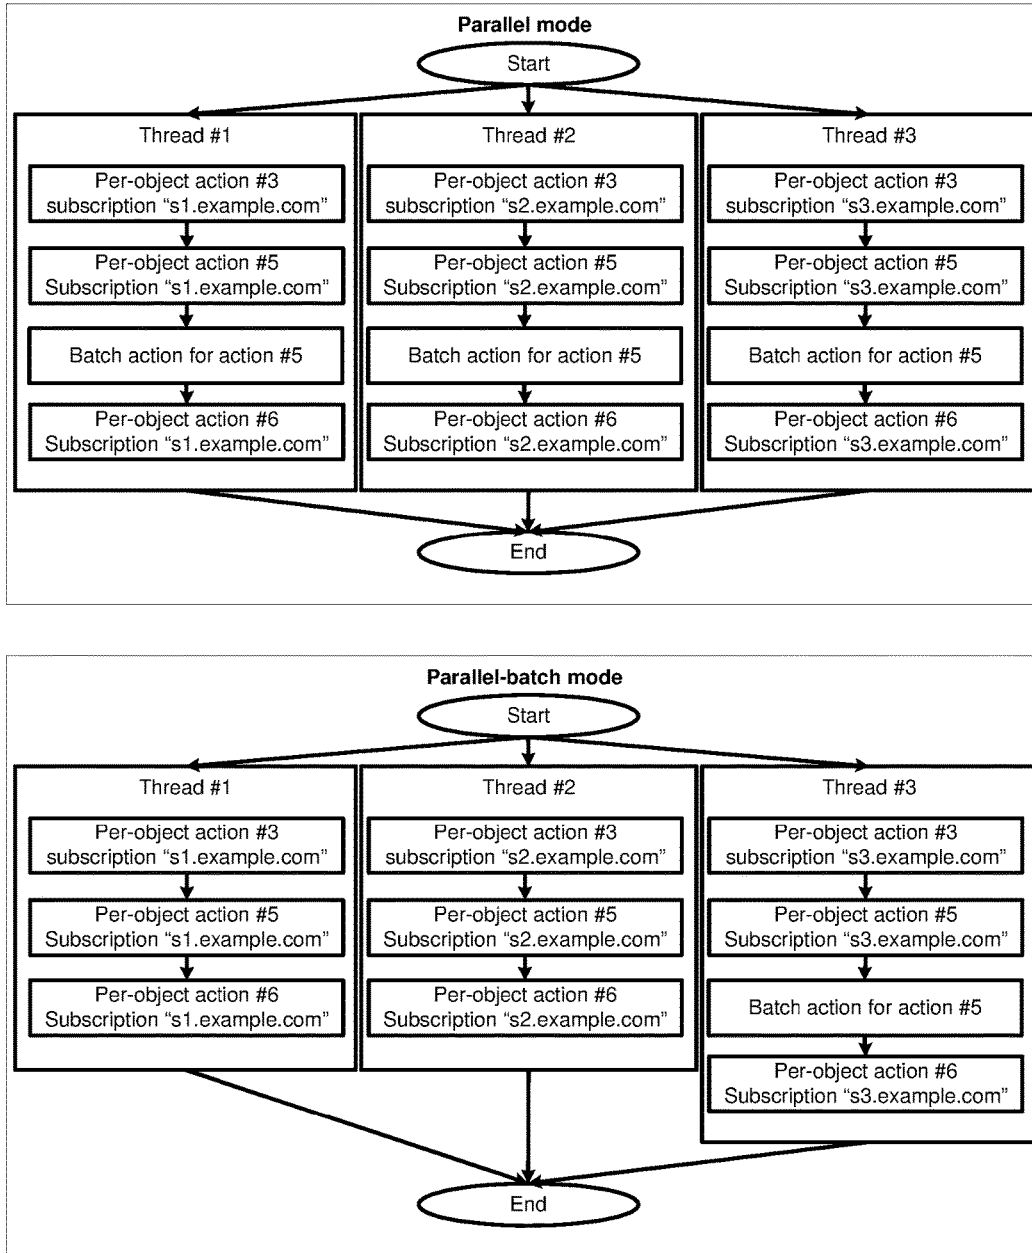 Parallel mode
Start
Thread #1
Per-object action #3
subscription “s1.example.com”
Per-object action #5
Subscription “s1.example.com”
Batch action for action #5
Per-object action #6
Subscription “s1.example.com”
Thread #2
Per-object action #3
subscription “s2.example.com”
Per-object action #5
Subscription “s2.example.com”
Batch action for action #5
Per-object action #6
Subscription “s2.example.com”
Thread #3
Per-object action #3
subscription “s3.example.com”
Per-object action #5
Subscription “s3.example.com”
Batch action for action #5
Per-object action #6
Subscription “s3.example.com”
End
Parallel-batch mode
Start
Thread #1
Per-object action #3
subscription “s1.example.com”
Per-object action #5
Subscription “s1.example.com”
Per-object action #6
Subscription “s1.example.com”
Thread #2
Per-object action #3
subscription “s2.example.com”
Per-object action #5
Subscription “s2.example.com”
Per-object action #6
Subscription “s2.example.com”
Thread #3
Per-object action #3
subscription “s3.example.com”
Per-object action #5
Subscription “s3.example.com”
Batch action for action #5
Per-object action #6
Subscription “s3.example.com”
End